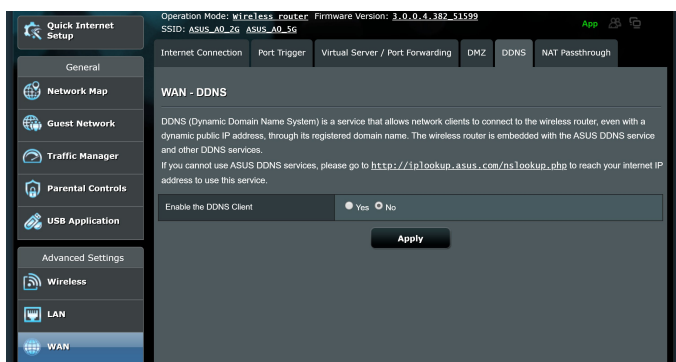 Quick Internet
Setup
General
Network Map
Guest Network
Traffic Manager
Parental Controls
USB Application
Advanced Settings
Wireless
LAN
WAN
Operation Mode: Wireless router Firmware Version: 3.0.0.4.382_51599
SSID: ASUS_A0_2G ASUS_A0_5G
App
Internet Connection Port Trigger Virtual Server / Port Forwarding DMZ DDNS NAT Passthrough
WAN - DDNS
DDNS (Dynamic Domain Name System) is a service that allows network clients to connect to the wireless router, even with a
dynamic public IP address, through its registered domain name. The wireless router is embedded with the ASUS DDNS service
and other DDNS services.
If you cannot use ASUS DDNS services, please go to http://iplookup.asus.com/nslookup.php to reach your internet IP
address to use this service.
Enable the DDNS Client Yes No
Apply